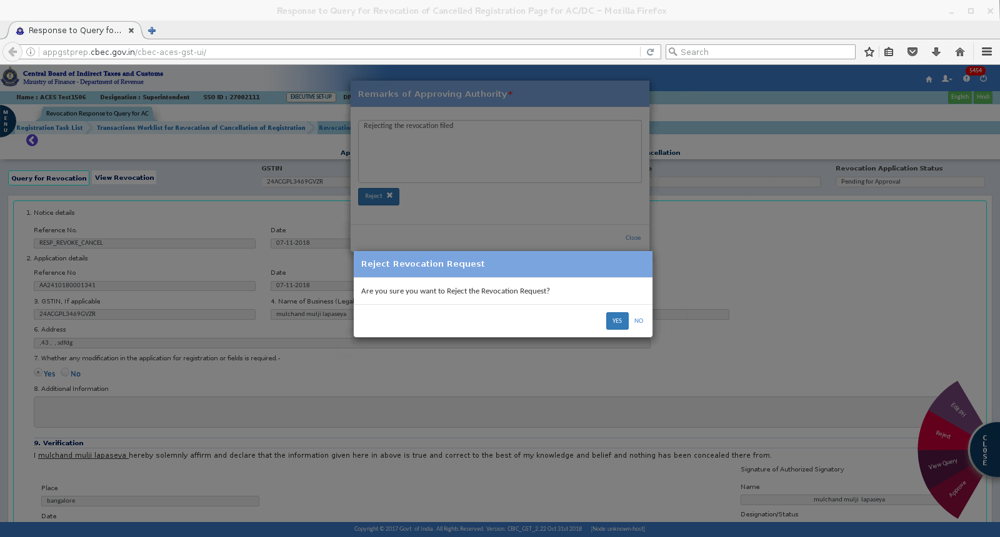 Response to Query for Revocation of Cancelled Registration Page for AC/DC - Mozilla Firefox
Response to Query fo...
appgstprep.cbec.gov.in/cbec-aces-gst-ui/
Search
Central Board of Indirect Taxes and Customs
Ministry of Finance - Department of Revenue
5454
Name : ACES Test1506 Designation : Superintendent SSO ID : 27002111 EXECUTIVE SET-UP English Hindi
MENU
Revocation Response to Query for AC
Registration Task List Transactions Worklist for Revocation of Cancellation of Registration Revocation
Remarks of Approving Authority*
Rejecting the revocation filed
Reject
Close
Query for Revocation View Revocation
GSTIN
24ACGPL3469GVZR
Revocation Application Status
Pending for Approval
1. Notice details
Reference No. Date
RESP_REVOKE_CANCEL 07-11-2018
2. Application details
Reference No Date
AA2410180001341 07-11-2018
3. GSTIN, If applicable 4. Name of Business (Legal
24ACGPL3469GVZR mulchand mulji lapaseya
Reject Revocation Request
Are you sure you want to Reject the Revocation Request?
YES NO
6. Address
,43 , , sdfdg
7. Whether any modification in the application for registration or fields is required.-
Yes No
8. Additional Information
9. Verification
I mulchand mulji lapaseya hereby solemnly affirm and declare that the information given here in above is true and correct to the best of my knowledge and belief and nothing has been concealed there from.
Signature of Authorized Signatory
Place
bangalore
Date
Name
mulchand mulji lapaseya
Designation/Status
Edit PH
Reject
View Query
Approve
CLOSE
Copyright © 2017 Govt. of India. All Rights Reserved. Version: CBIC_GST_2.22 Oct 31st 2018 [Node:unknown-host]